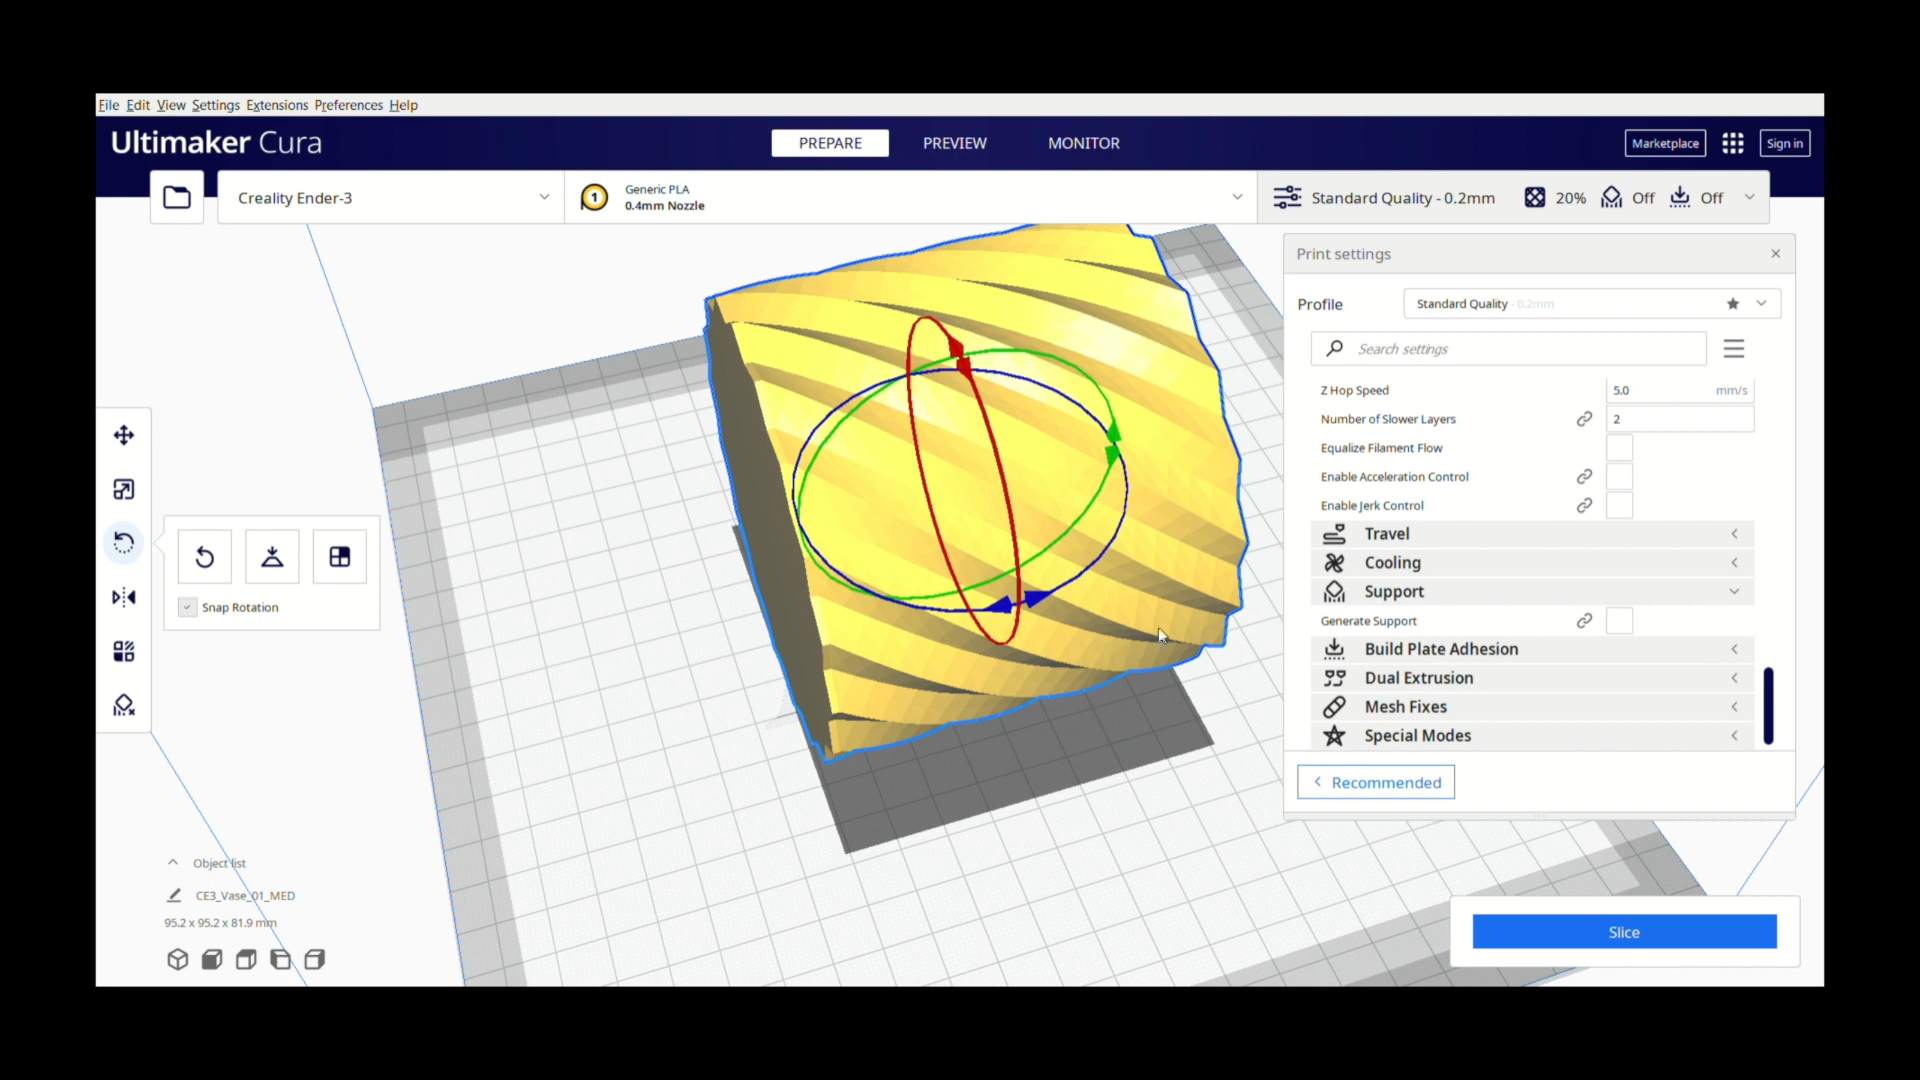 File Edit View Settings Extensions Preferences Help
Ultimaker Cura
PREPARE PREVIEW MONITOR
Marketplace Sign in
Creality Ender-3
1
Generic PLA
0.4mm Nozzle
Standard Quality - 0.2mm 20% Off Off
Print settings
Profile Standard Quality - 0.2mm
Search settings
Z Hop Speed 5.0 mm/s
Number of Slower Layers 2
Equalize Filament Flow
Enable Acceleration Control
Enable Jerk Control
Travel
Cooling
Support
Generate Support
Build Plate Adhesion
Dual Extrusion
Mesh Fixes
Special Modes
Recommended
Snap Rotation
Object list
CE3_Vase_01_MED
95.2 x 95.2 x 81.9 mm
Slice